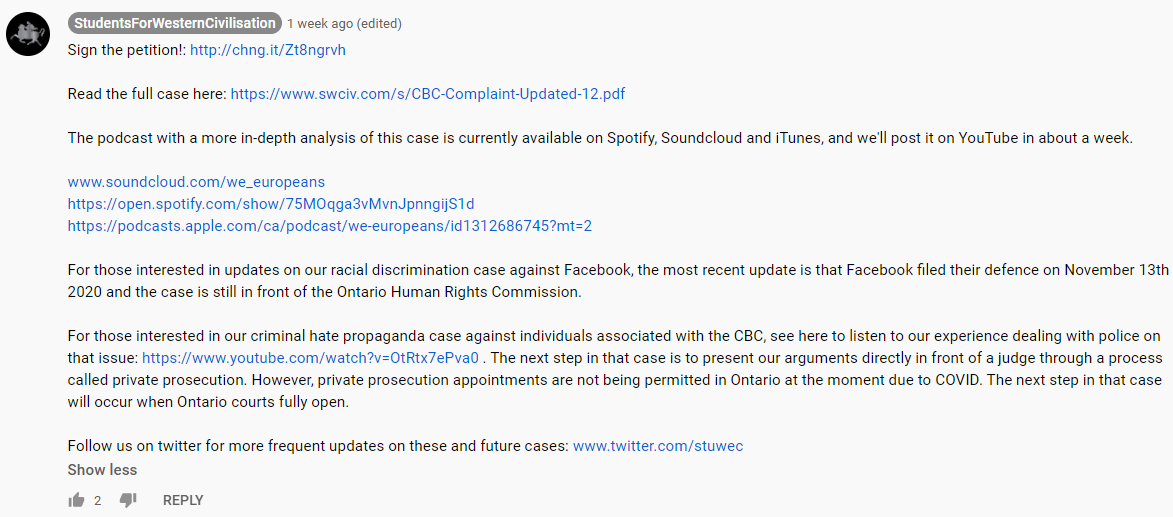 StudentsForWesternCivilisation 1 week ago (edited)
Sign the petition!: http://chng.it/Zt8ngrvh
Read the full case here: https://www.swciv.com/s/CBC-Complaint-Updated-12.pdf
The podcast with a more in-depth analysis of this case is currently available on Spotify, Soundcloud and iTunes, and we'll post it on YouTube in about a week.
www.soundcloud.com/we_europeans
https://open.spotify.com/show/75MOqga3vMvnJpnngijS1d
https://podcasts.apple.com/ca/podcast/we-europeans/id1312686745?mt=2
For those interested in updates on our racial discrimination case against Facebook, the most recent update is that Facebook filed their defence on November 13th
2020 and the case is still in front of the Ontario Human Rights Commission.
For those interested in our criminal hate propaganda case against individuals associated with the CBC, see here to listen to our experience dealing with police on
that issue: https://www.youtube.com/watch?v=OtRtx7ePva0 . The next step in that case is to present our arguments directly in front of a judge through a process
called private prosecution. However, private prosecution appointments are not being permitted in Ontario at the moment due to COVID. The next step in that case
will occur when Ontario courts fully open.
Follow us on twitter for more frequent updates on these and future cases: www.twitter.com/stuwec
Show less
2 REPLY